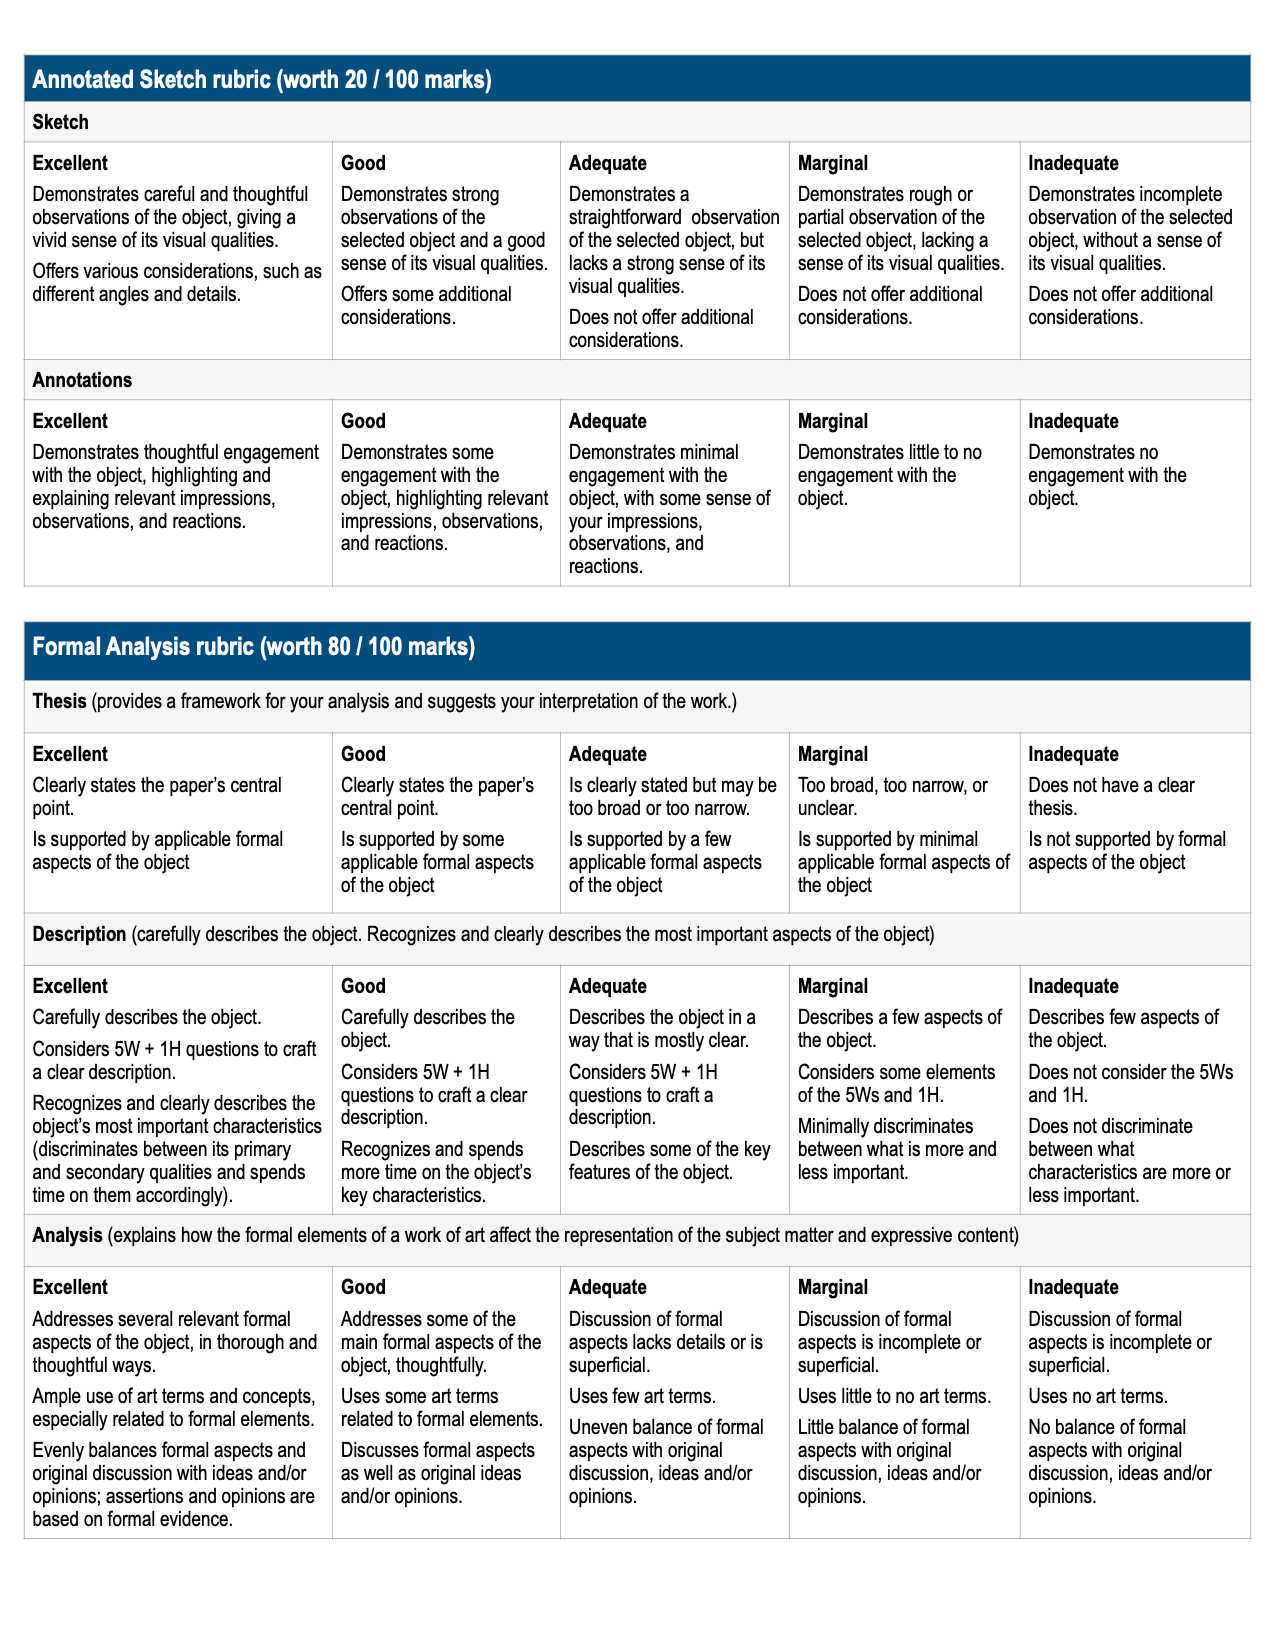 Annotated Sketch rubric (worth 20 / 100 marks)
Sketch
Excellent
Demonstrates careful and thoughtful
observations of the object, giving a
vivid sense of its visual qualities.
Offers various considerations, such as
different angles and details.
Good
Demonstrates strong
observations of the
selected object and a good
sense of its visual qualities.
Offers some additional
considerations.
Adequate
Demonstrates a
straightforward  observation
of the selected object, but
lacks a strong sense of its
visual qualities.
Does not offer additional
considerations.
Marginal
Demonstrates rough or
partial observation of the
selected object, lacking a
sense of its visual qualities.
Does not offer additional
considerations.
Inadequate
Demonstrates incomplete
observation of the selected
object, without a sense of
its visual qualities.
Does not offer additional
considerations.
Annotations
Excellent
Demonstrates thoughtful engagement
with the object, highlighting and
explaining relevant impressions,
observations, and reactions.
Good
Demonstrates some
engagement with the
object, highlighting relevant
impressions, observations,
and reactions.
Adequate
Demonstrates minimal
engagement with the
object, with some sense of
your impressions,
observations, and
reactions.
Marginal
Demonstrates little to no
engagement with the
object.
Inadequate
Demonstrates no
engagement with the
object.
Formal Analysis rubric (worth 80 / 100 marks)
Thesis (provides a framework for your analysis and suggests your interpretation of the work.)
Excellent
Clearly states the paper’s central
point.
Is supported by applicable formal
aspects of the object
Good
Clearly states the paper’s
central point.
Is supported by some
applicable formal aspects
of the object
Adequate
Is clearly stated but may be
too broad or too narrow.
Is supported by a few
applicable formal aspects
of the object
Marginal
Too broad, too narrow, or
unclear.
Is supported by minimal
applicable formal aspects of
the object
Inadequate
Does not have a clear
thesis.
Is not supported by formal
aspects of the object
Description (carefully describes the object. Recognizes and clearly describes the most important aspects of the object)
Excellent
Carefully describes the object.
Considers 5W + 1H questions to craft
a clear description.
Recognizes and clearly describes the
object’s most important characteristics
(discriminates between its primary
and secondary qualities and spends
time on them accordingly).
Good
Carefully describes the
object.
Considers 5W + 1H
questions to craft a clear
description.
Recognizes and spends
more time on the object’s
key characteristics.
Adequate
Describes the object in a
way that is mostly clear.
Considers 5W + 1H
questions to craft a
description.
Describes some of the key
features of the object.
Marginal
Describes a few aspects of
the object.
Considers some elements
of the 5Ws and 1H.
Minimally discriminates
between what is more and
less important.
Inadequate
Describes few aspects of
the object.
Does not consider the 5Ws
and 1H.
Does not discriminate
between what
characteristics are more or
less important.
Analysis (explains how the formal elements of a work of art affect the representation of the subject matter and expressive content)
Excellent
Addresses several relevant formal
aspects of the object, in thorough and
thoughtful ways.
Ample use of art terms and concepts,
especially related to formal elements.
Evenly balances formal aspects and
original discussion with ideas and/or
opinions; assertions and opinions are
based on formal evidence.
Good
Addresses some of the
main formal aspects of the
object, thoughtfully.
Uses some art terms
related to formal elements.
Discusses formal aspects
as well as original ideas
and/or opinions.
Adequate
Discussion of formal
aspects lacks details or is
superficial.
Uses few art terms.
Uneven balance of formal
aspects with original
discussion, ideas and/or
opinions.
Marginal
Discussion of formal
aspects is incomplete or
superficial.
Uses little to no art terms.
Little balance of formal
aspects with original
discussion, ideas and/or
opinions.
Inadequate
Discussion of formal
aspects is incomplete or
superficial.
Uses no art terms.
No balance of formal
aspects with original
discussion, ideas and/or
opinions.